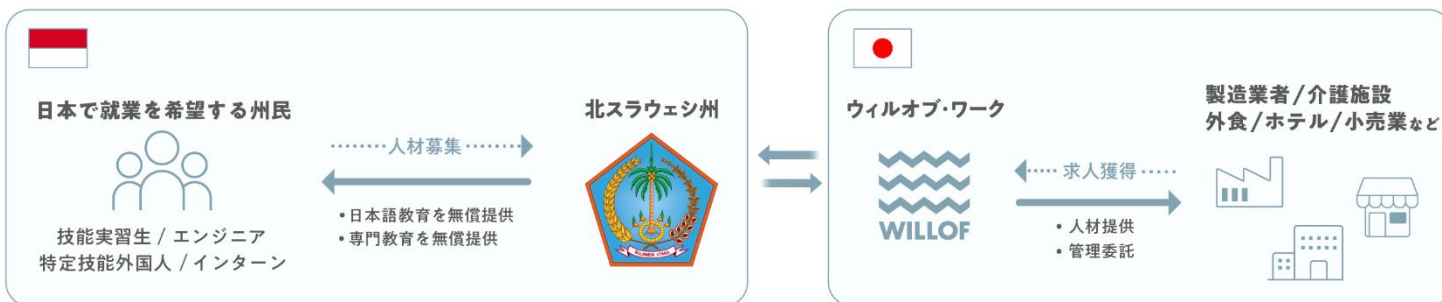 日本で就業を希望する州民
人材募集
・日本語教育を無償提供
・専門教育を無償提供
技能実習生 / エンジニア
特定技能外国人 / インターン
北スラウェシ州
SULAWESI UTARA
ウィルオブ・ワーク
WILLOF
求人獲得
・人材提供
・管理委託
製造業者/介護施設
外食/ホテル/小売業など